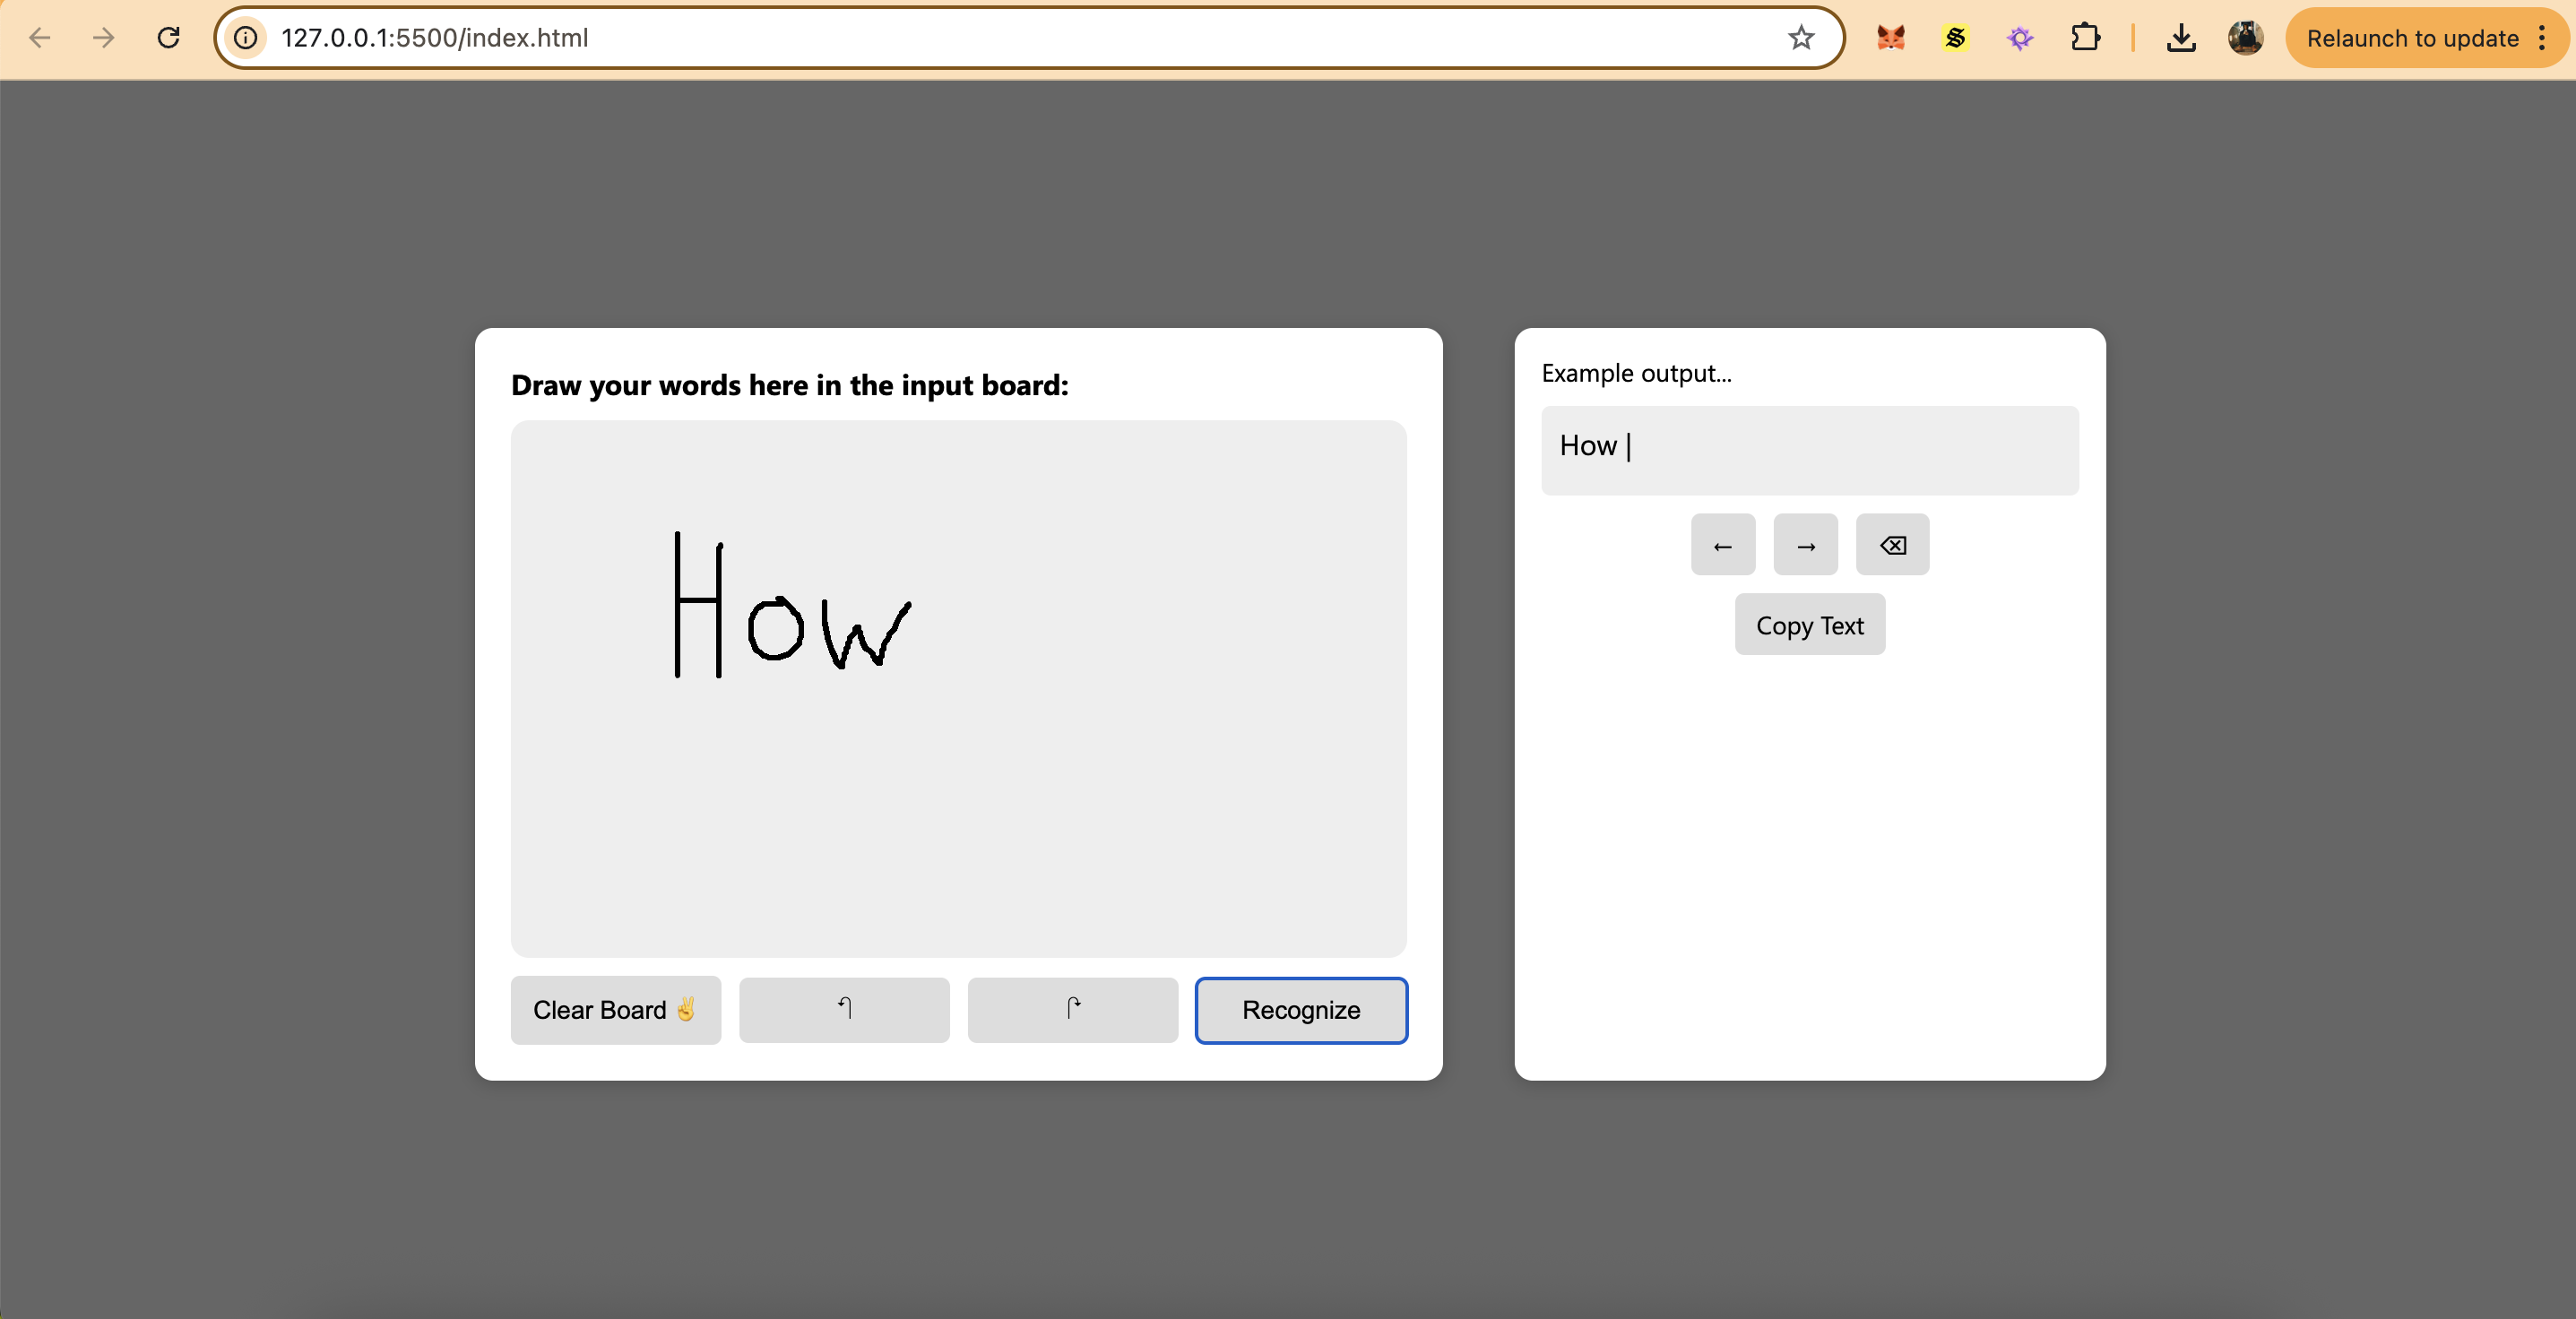 127.0.0.1:5500/index.html
Relaunch to update
Draw your words here in the input board:
How
Clear Board ✌️
↰
↱
Recognize
Example output...
How |
←
→
⌫
Copy Text